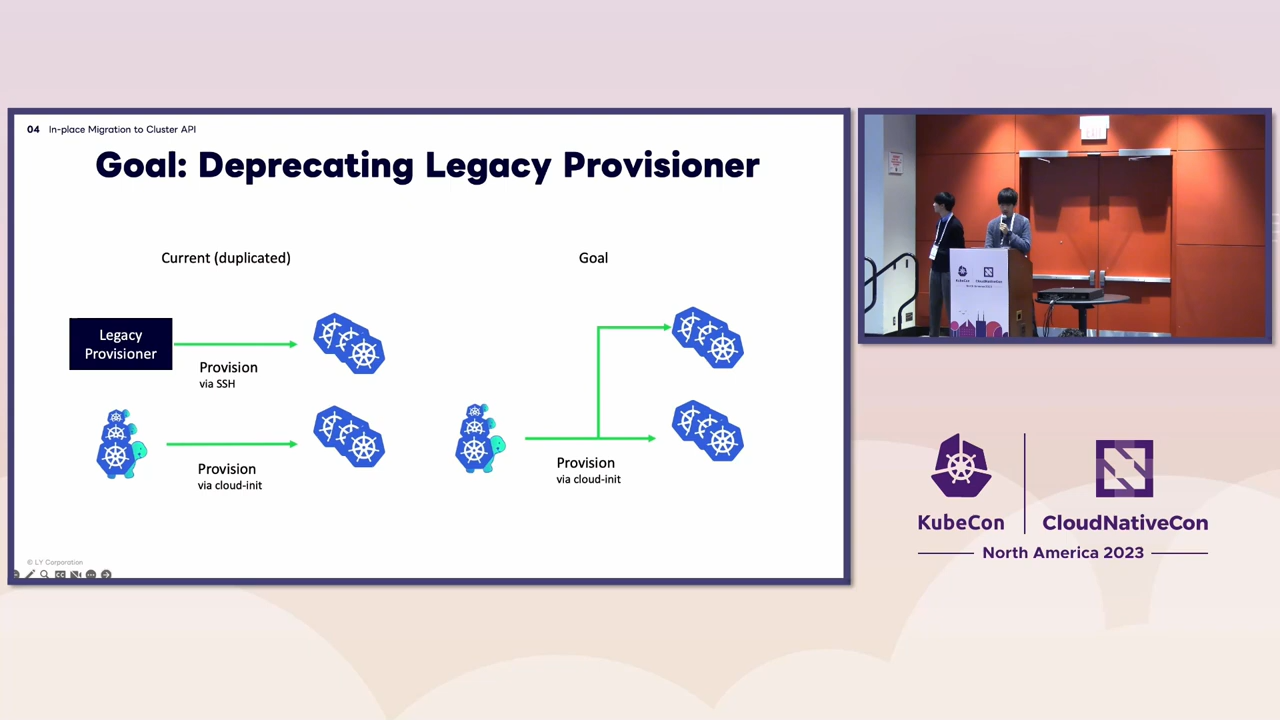 04 In-place Migration to Cluster API
Goal: Deprecating Legacy Provisioner
Current (duplicated)
Goal
Legacy
Provisioner
Provision
via SSH
Provision
via cloud-init
Provision
via cloud-init
© LY Corporation
KubeCon
CloudNativeCon
North America 2023